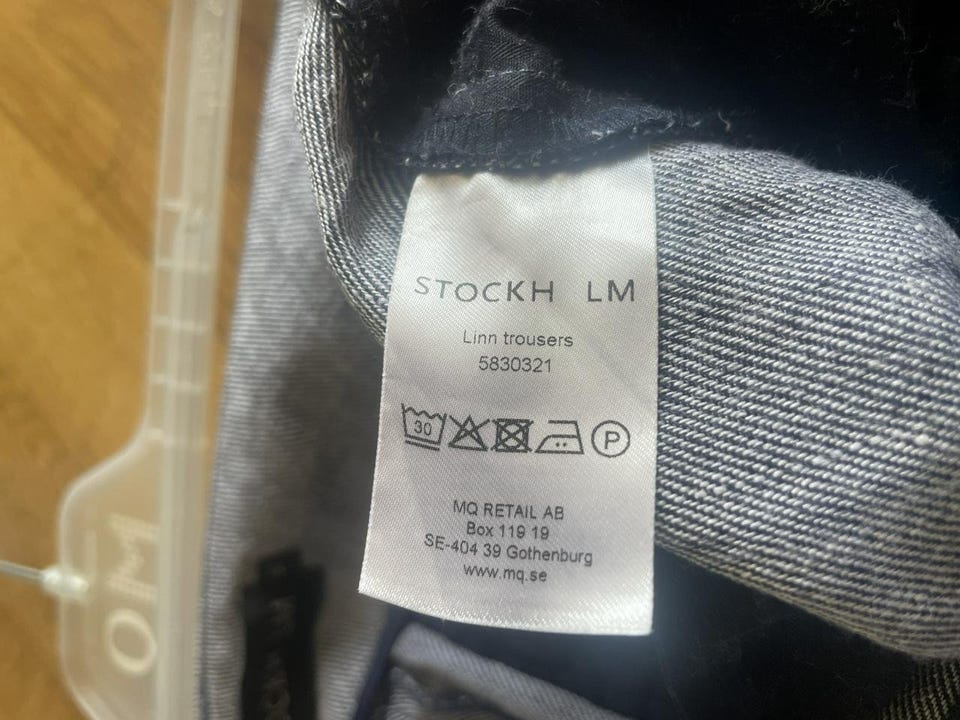 STOCKH LM
Linn trousers
5830321
30 P
MQ RETAIL AB
Box 119 19
SE-404 39 Gothenburg
www.mq.se